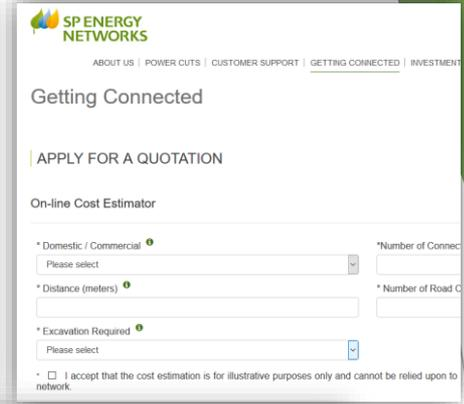 SP ENERGY
NETWORKS
ABOUT US | POWER CUTS | CUSTOMER SUPPORT | GETTING CONNECTED | INVESTMENT
Getting Connected
APPLY FOR A QUOTATION
On-line Cost Estimator
* Domestic / Commercial
*Number of Connec
Please select
* Distance (meters)
* Number of Road C
* Excavation Required
Please select
* I accept that the cost estimation is for illustrative purposes only and cannot be relied upon to
network.